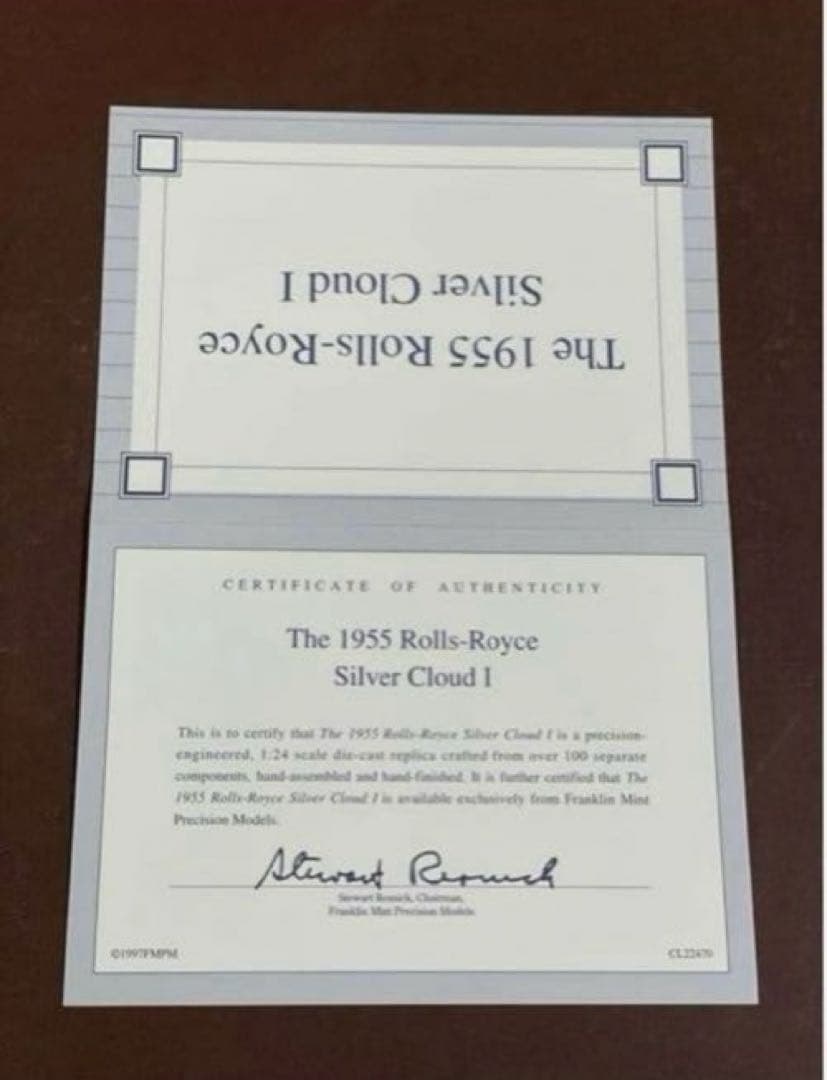 The 1955 Rolls-Royce
Silver Cloud I
CERTIFICATE OF AUTHENTICITY
The 1955 Rolls-Royce
Silver Cloud I
This is to certify that The 1955 Rolls-Royce Silver Cloud I is a precision-
engineered, 1:24 scale die-cast replica crafted from over 100 separate
components, hand-assembled and hand-finished. It is further certified that The
1955 Rolls-Royce Silver Cloud I is available exclusively from Franklin Mint
Precision Models.
Stewart Resnick
Stewart Resnick, Chairman,
Franklin Mint Precision Models
©1997FMPM